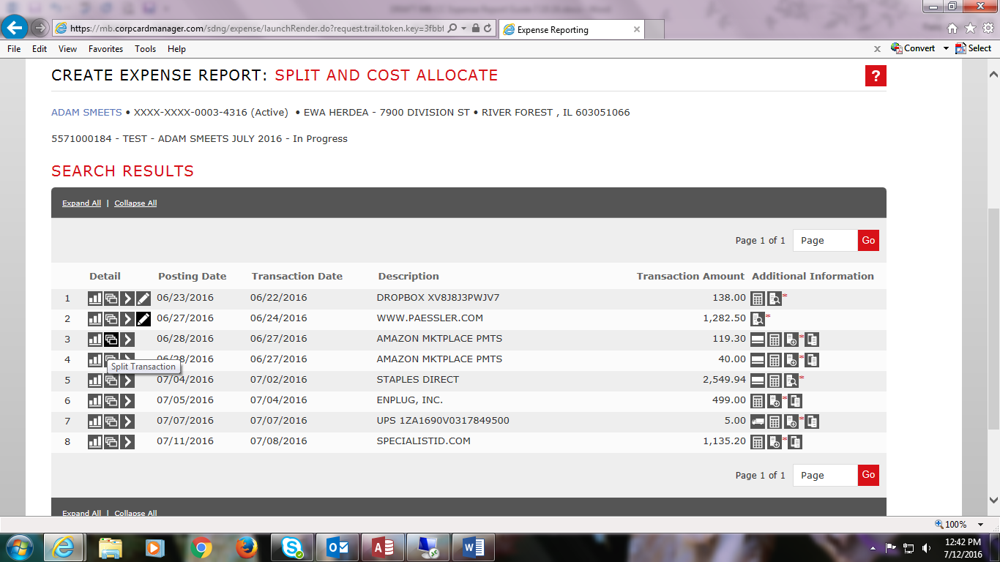 https://mb.corpcardmanager.com/sdng/expense/launchRender.do?request.trail.token.key=3fbbf
Expense Reporting
File Edit View Favorites Tools Help
x Convert Select
CREATE EXPENSE REPORT: SPLIT AND COST ALLOCATE
?
ADAM SMEETS • XXXX-XXXX-0003-4316 (Active) • EWA HERDEA - 7900 DIVISION ST • RIVER FOREST , IL 603051066
5571000184 - TEST - ADAM SMEETS JULY 2016 - In Progress
SEARCH RESULTS
Expand All | Collapse All
Page 1 of 1 Page Go
Detail Posting Date Transaction Date Description Transaction Amount Additional Information
1 06/23/2016 06/22/2016 DROPBOX XV8J8J3PWJV7 138.00 *
2 06/27/2016 06/24/2016 WWW.PAESSLER.COM 1,282.50 *
3 06/28/2016 06/27/2016 AMAZON MKTPLACE PMTS 119.30 *
4 06/28/2016 06/27/2016 AMAZON MKTPLACE PMTS 40.00 *
Split Transaction
5 07/04/2016 07/02/2016 STAPLES DIRECT 2,549.94 *
6 07/05/2016 07/04/2016 ENPLUG, INC. 499.00 *
7 07/07/2016 07/07/2016 UPS 1ZA1690V0317849500 5.00 *
8 07/11/2016 07/08/2016 SPECIALISTID.COM 1,135.20 *
Page 1 of 1 Page Go
Expand All | Collapse All
100%
12:42 PM
7/12/2016